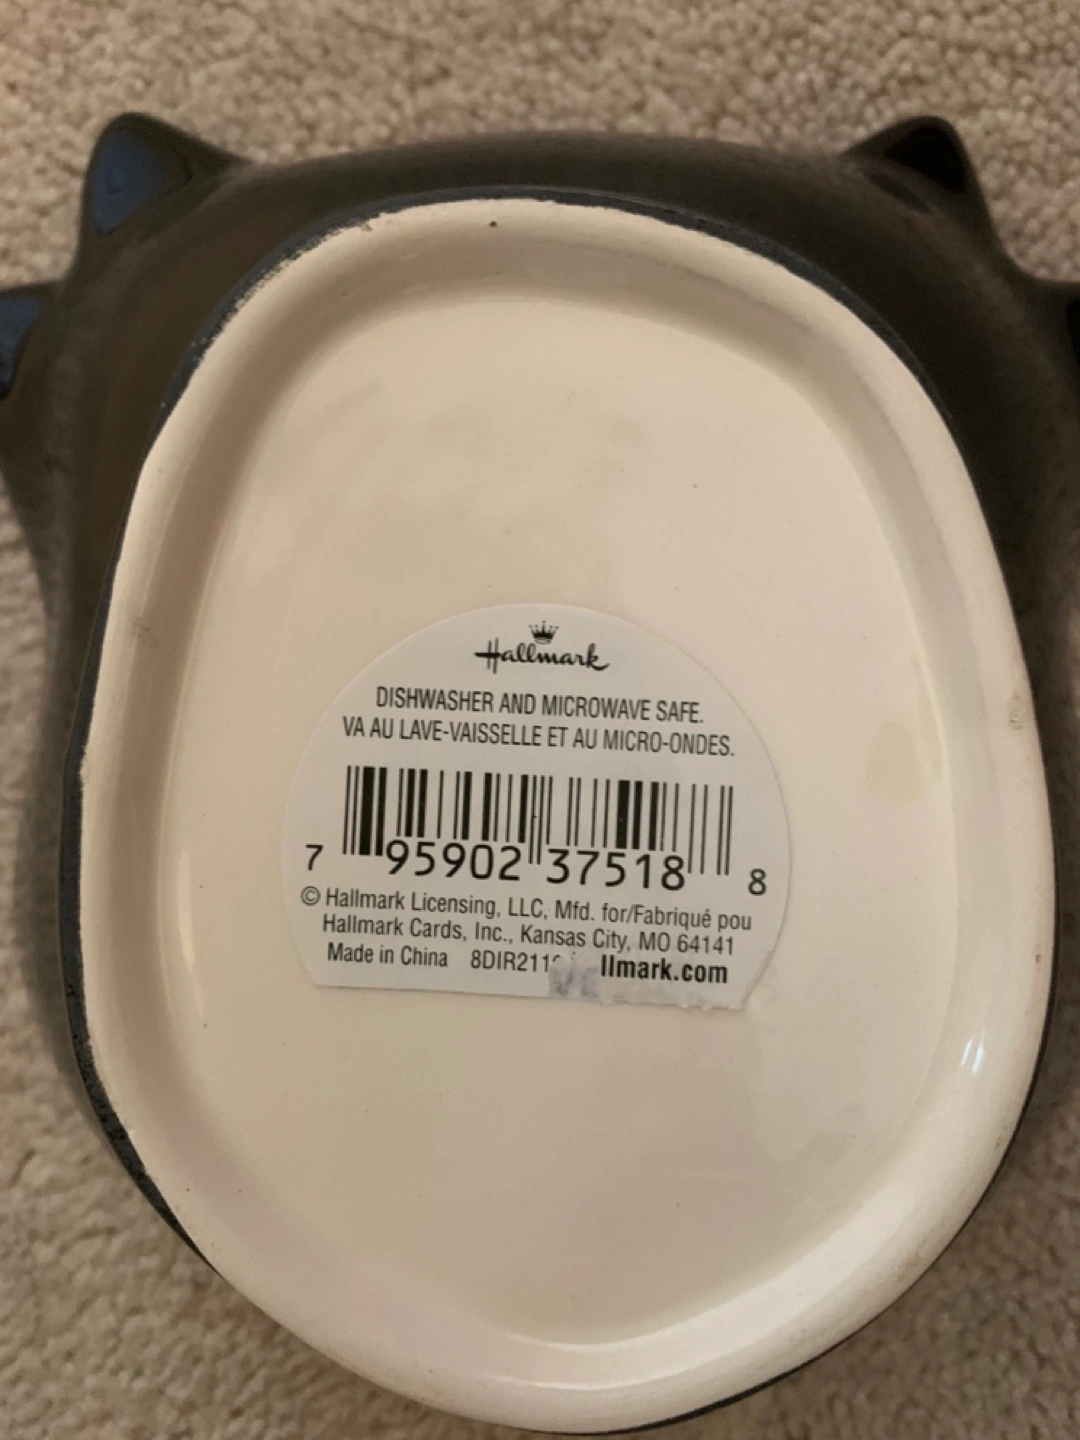 Hallmark
DISHWASHER AND MICROWAVE SAFE.
VA AU LAVE-VAISSELLE ET AU MICRO-ONDES.
7 95902 37518 8
© Hallmark Licensing, LLC, Mfd. for/Fabriqué pou
Hallmark Cards, Inc., Kansas City, MO 64141
Made in China llmark.com